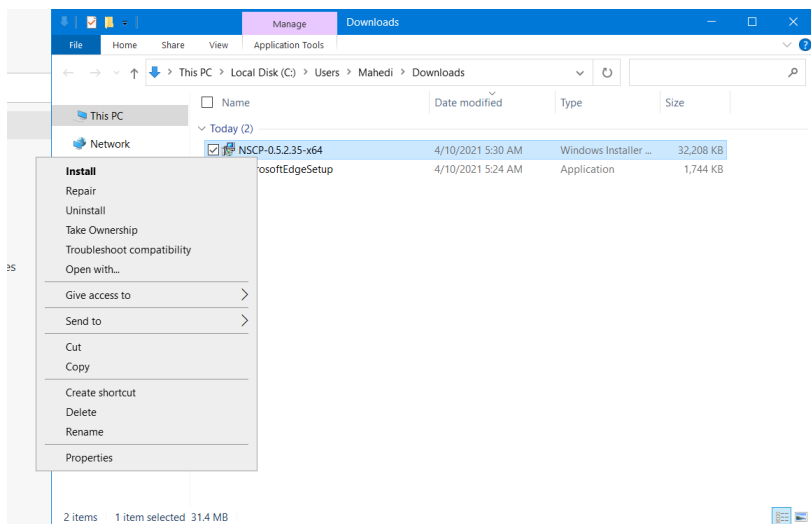 Manage Downloads
File Home Share View Application Tools
This PC > Local Disk (C:) > Users > Mahedi > Downloads
Name Date modified Type Size
This PC
Today (2)
Network
NSCP-0.5.2.35-x64 4/10/2021 5:30 AM Windows Installer ... 32,208 KB
rosoftEdgeSetup 4/10/2021 5:24 AM Application 1,744 KB
Install
Repair
Uninstall
Take Ownership
Troubleshoot compatibility
es
Open with...
Give access to
Send to
Cut
Copy
Create shortcut
Delete
Rename
Properties
2 items 1 item selected 31.4 MB